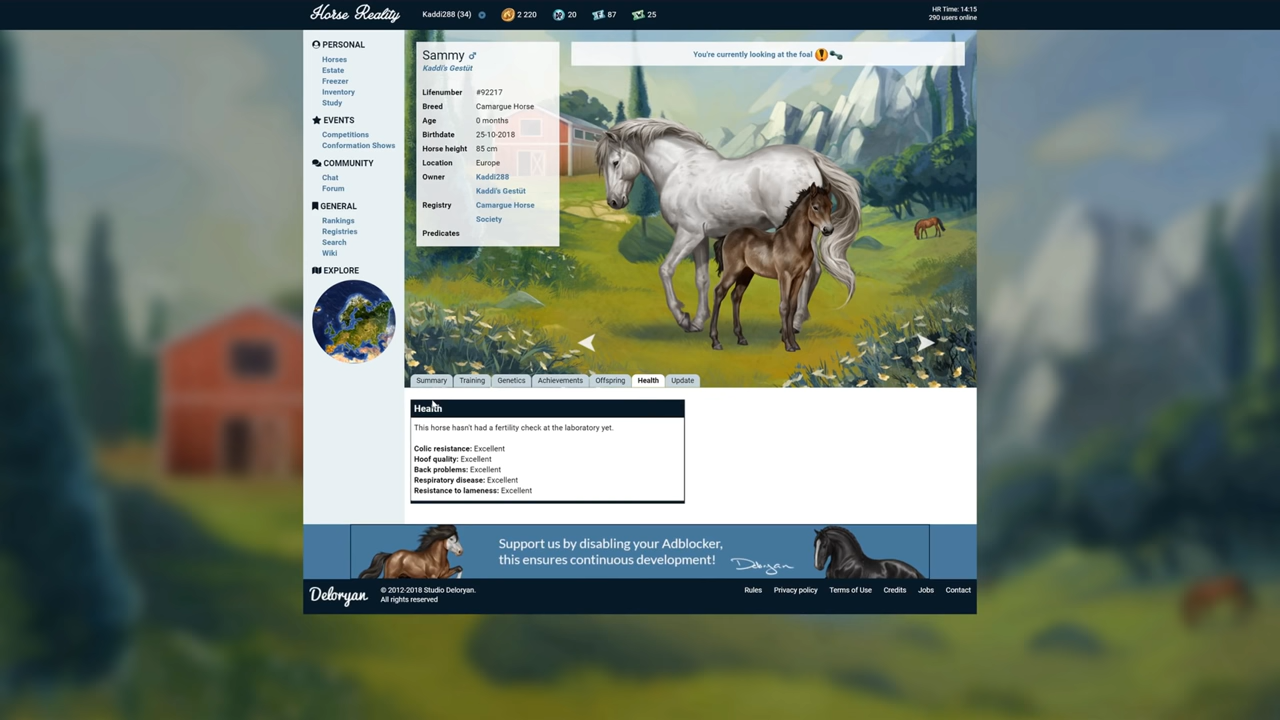 Horse Reality
Kaddi288 (34) 2 220 20 87 25
HR Time: 14:15
290 users online
PERSONAL
Horses
Estate
Freezer
Inventory
Study
EVENTS
Competitions
Conformation Shows
COMMUNITY
Chat
Forum
GENERAL
Rankings
Registries
Search
Wiki
EXPLORE
Sammy ♂
Kaddi's Gestüt
Lifenumber #92217
Breed Camargue Horse
Age 0 months
Birthdate 25-10-2018
Horse height 85 cm
Location Europe
Owner Kaddi288
Kaddi's Gestüt
Registry Camargue Horse
Society
Predicates
You're currently looking at the foal
Summary Training Genetics Achievements Offspring Health Update
Health
This horse hasn't had a fertility check at the laboratory yet.
Colic resistance: Excellent
Hoof quality: Excellent
Back problems: Excellent
Respiratory disease: Excellent
Resistance to lameness: Excellent
Support us by disabling your Adblocker,
this ensures continuous development!
Deloryan
Deloryan
© 2012-2018 Studio Deloryan.
All rights reserved
Rules Privacy policy Terms of Use Credits Jobs Contact